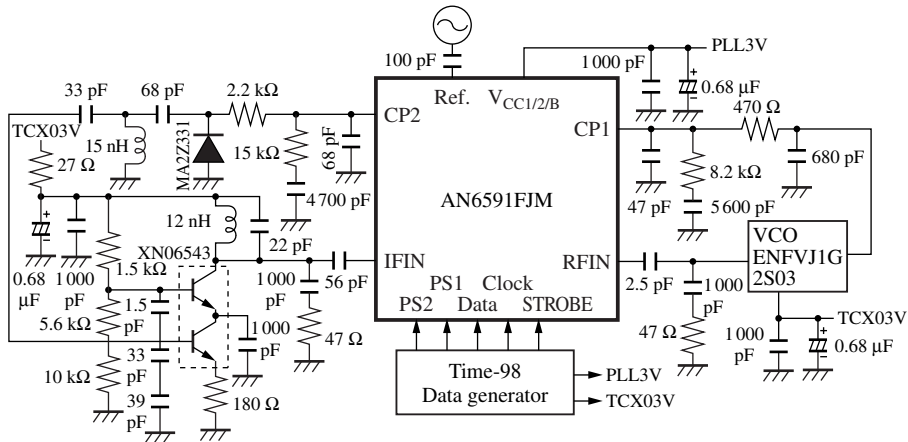 100 pF
PLL3V
1 000 pF
0.68 μF
33 pF
68 pF
2.2 kΩ
Ref.
VCC1/2/B
470 Ω
TCX03V
CP2
CP1
15 nH
MA2Z331
15 kΩ
68 pF
27 Ω
8.2 kΩ
680 pF
4 700 pF
AN6591FJM
47 pF
5 600 pF
12 nH
XN06543
22 pF
VCO
ENFVJ1G
2S03
0.68 μF
1 000 pF
1.5 kΩ
1 000 pF
56 pF
IFIN
RFIN
2.5 pF
1 000 pF
PS1
Clock
PS2
Data
STROBE
1.5 pF
5.6 kΩ
1 000 pF
47 Ω
47 Ω
1 000 pF
TCX03V
0.68 μF
33 pF
10 kΩ
39 pF
180 Ω
Time-98
Data generator
PLL3V
TCX03V